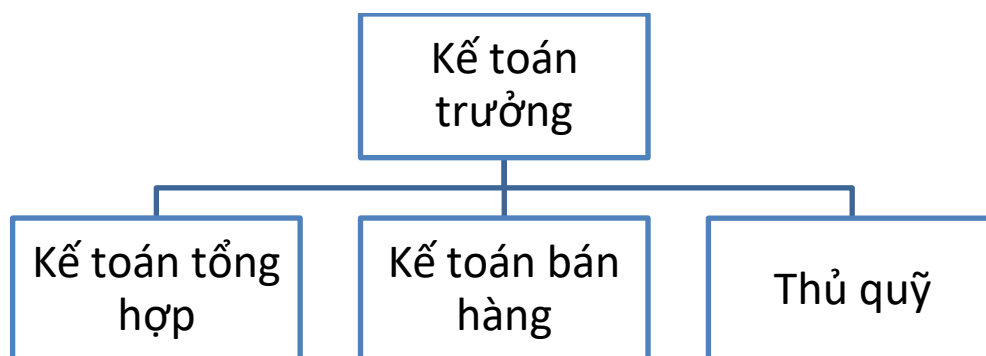 Kế toán
trưởng
Kế toán tổng
hợp
Kế toán bán
hàng
Thủ quỹ